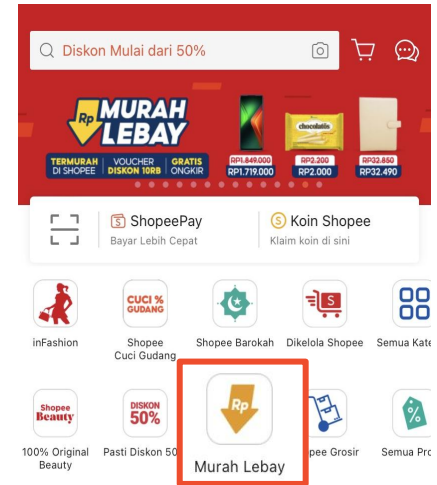 Diskon Mulai dari 50%
Rp MURAH
LEBAY
TERMURAH DI SHOPEE
VOUCHER DISKON 10RB
GRATIS ONGKIR
RP1.849.000
RP1.719.000
chocolatos
RP2.200
RP2.000
RP32.850
RP32.490
ShopeePay
Bayar Lebih Cepat
Koin Shopee
Klaim koin di sini
CUCI %
GUDANG
inFashion
Shopee
Cuci Gudang
Shopee Barokah
Dikelola Shopee
Semua Kate
Shopee
Beauty
DISKON
50%
Rp
100% Original
Beauty
Pasti Diskon 50
Murah Lebay
pee Grosir
Semua Pro